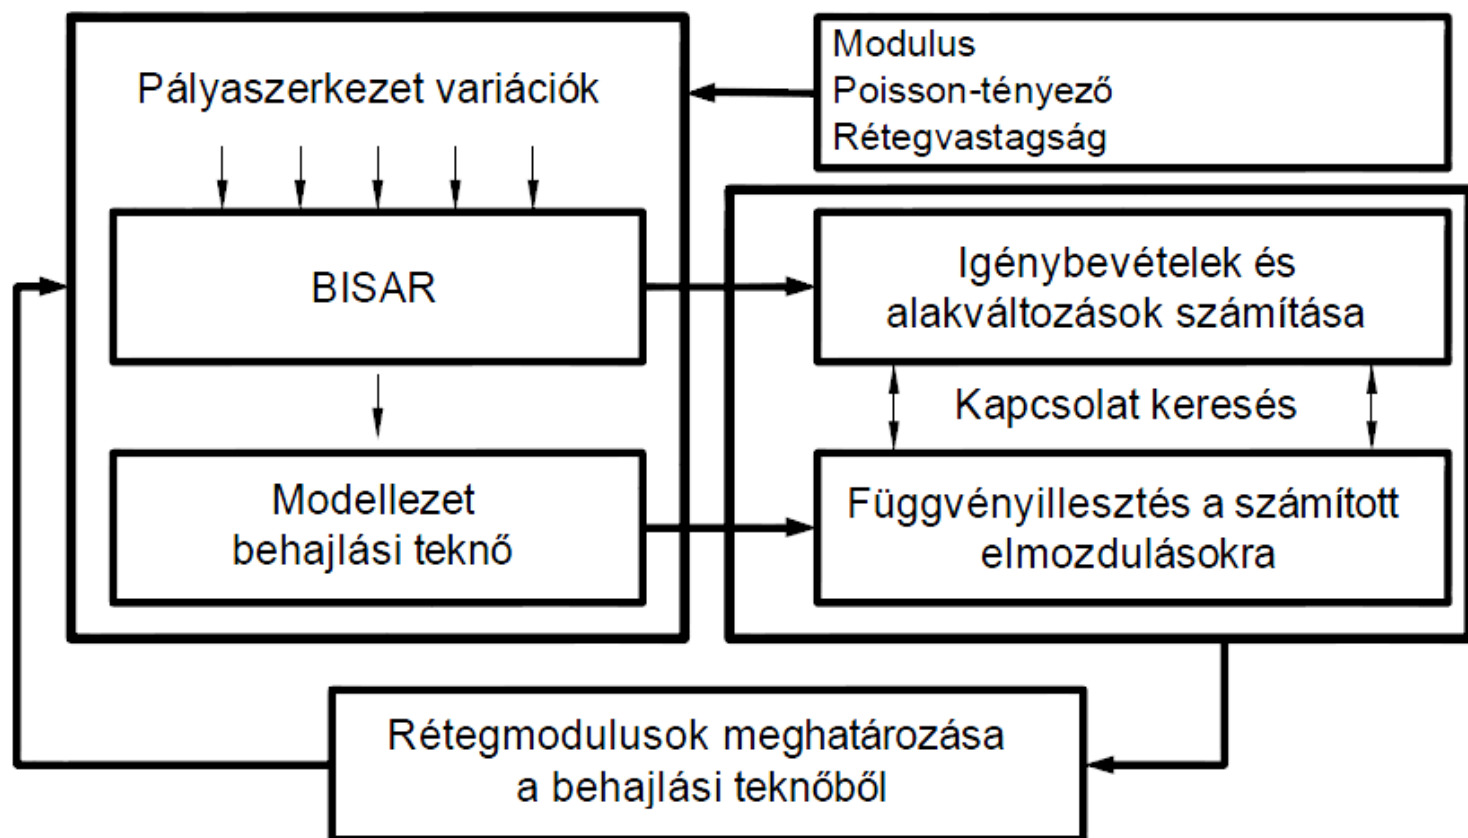 Pályaszerkezet variációk
Modulus
Poisson-tényező
Rétegvastagság
BISAR
Igénybevételek és
alakváltozások számítása
Kapcsolat keresés
Modellezet
behajlási teknő
Függvényillesztés a számított
elmozdulásokra
Rétegmodulusok meghatározása
a behajlási teknőből